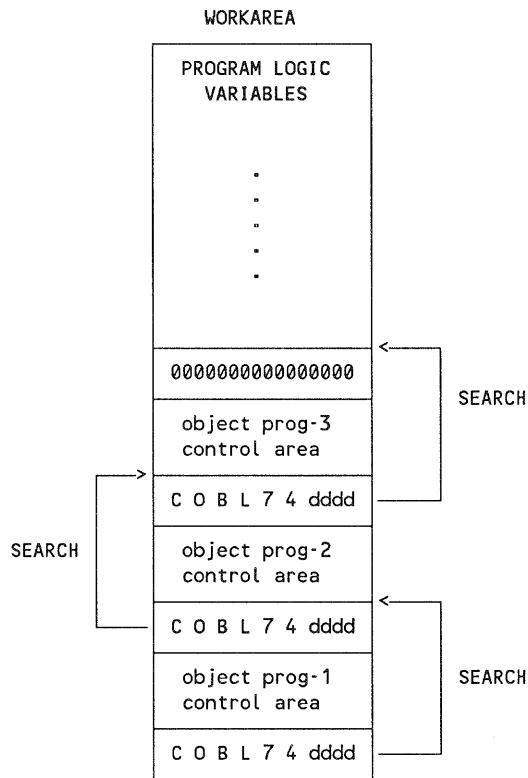 WORKAREA
PROGRAM LOGIC
VARIABLES
0000000000000000
SEARCH
object prog-3
control area
C O B L 7 4 dddd
SEARCH
object prog-2
control area
C O B L 7 4 dddd
object prog-1
control area
SEARCH
C O B L 7 4 dddd